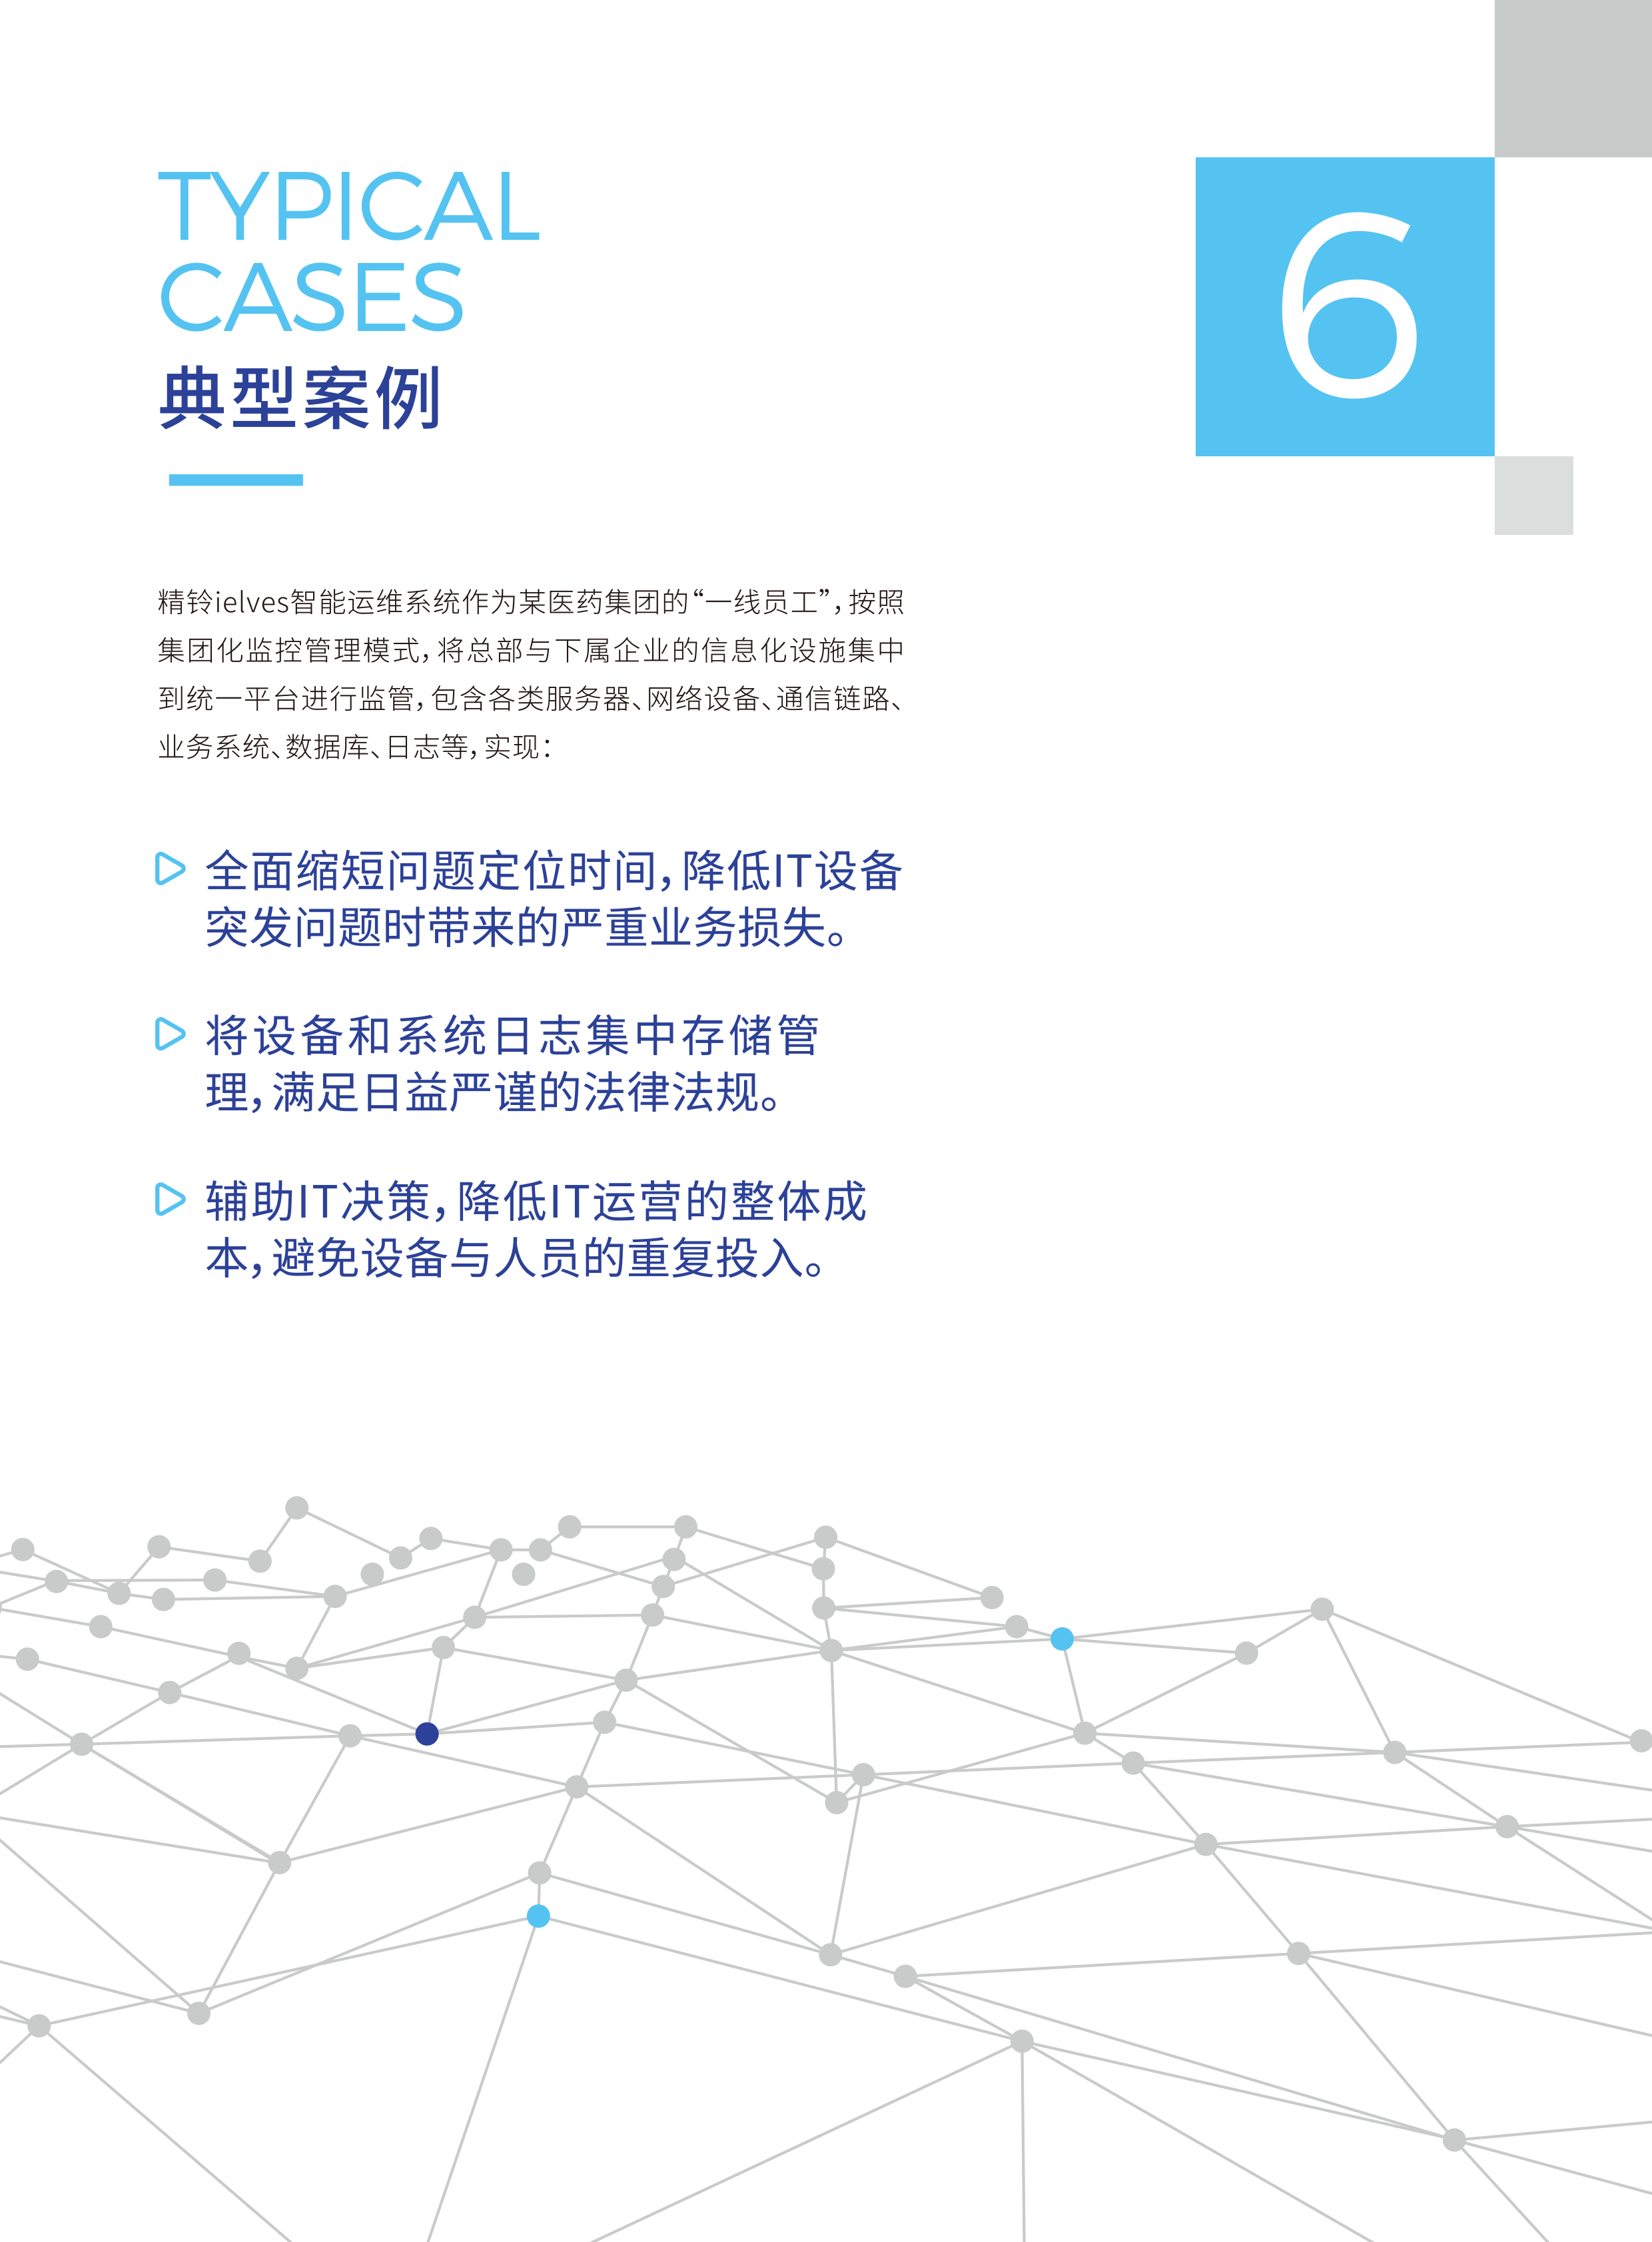 TYPICAL
CASES
典型案例
6
精铃ielves智能运维系统作为某医药集团的“一线员工”，按照
集团化监控管理模式，将总部与下属企业的信息化设施集中
到统一平台进行监管，包含各类服务器、网络设备、通信链路、
业务系统、数据库、日志等，实现：
全面缩短问题定位时间，降低IT设备
突发问题时带来的严重业务损失。
将设备和系统日志集中存储管
理，满足日益严谨的法律法规。
辅助IT决策，降低IT运营的整体成
本，避免设备与人员的重复投入。